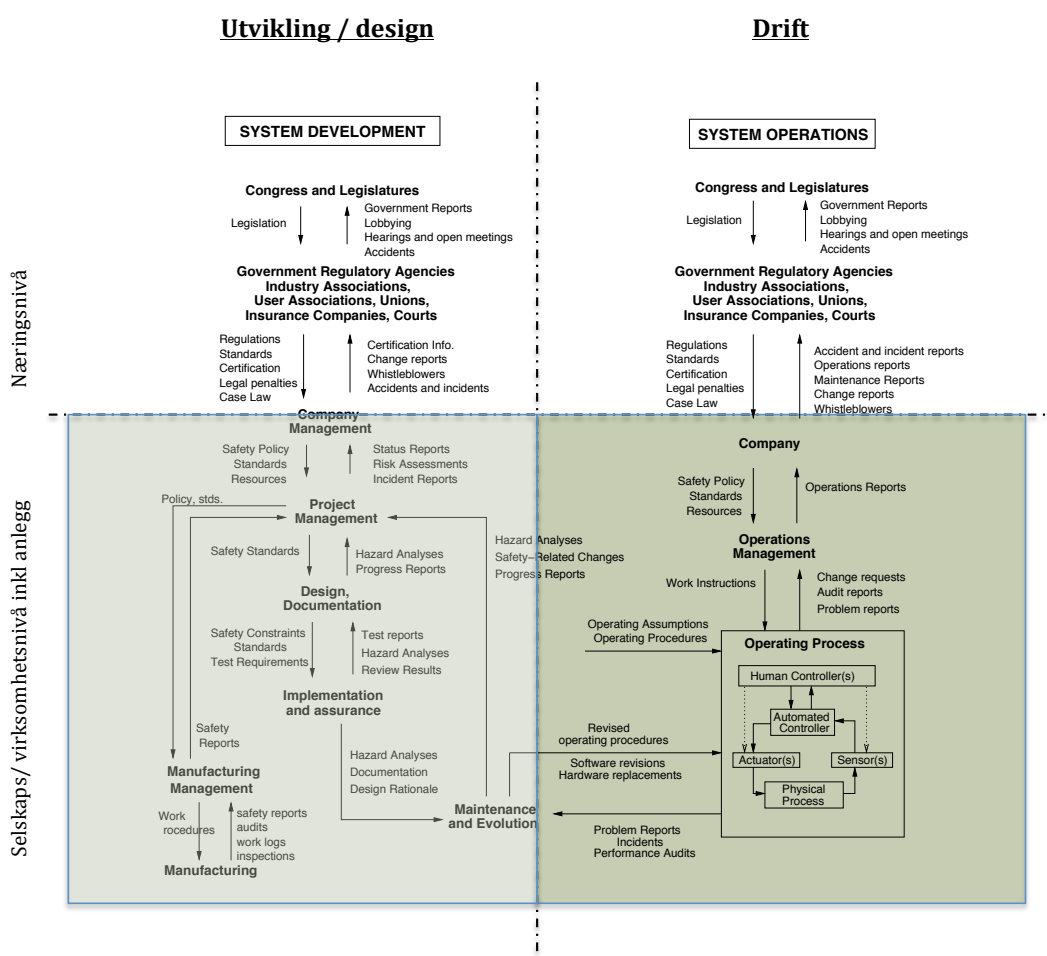 Utvikling / design
Drift
SYSTEM DEVELOPMENT
SYSTEM OPERATIONS
Næringsnivå
Selskaps/ virksomhetsnivå inkl anlegg
Congress and Legislatures
Legislation
Government Reports
Lobbying
Hearings and open meetings
Accidents
Government Regulatory Agencies
Industry Associations,
User Associations, Unions,
Insurance Companies, Courts
Regulations
Standards
Certification
Legal penalties
Case Law
Certification Info.
Change reports
Whistleblowers
Accidents and incidents
Company
Management
Safety Policy
Standards
Resources
Status Reports
Risk Assessments
Incident Reports
Policy, stds.
Project
Management
Safety Standards
Hazard Analyses
Progress Reports
Hazard Analyses
Safety–Related Changes
Progress Reports
Design,
Documentation
Safety Constraints
Standards
Test Requirements
Test reports
Hazard Analyses
Review Results
Implementation
and assurance
Safety
Reports
Hazard Analyses
Documentation
Design Rationale
Manufacturing
Management
Work
rocedures
safety reports
audits
work logs
inspections
Manufacturing
Maintenance
and Evolution
Congress and Legislatures
Legislation
Government Reports
Lobbying
Hearings and open meetings
Accidents
Government Regulatory Agencies
Industry Associations,
User Associations, Unions,
Insurance Companies, Courts
Regulations
Standards
Certification
Legal penalties
Case Law
Accident and incident reports
Operations reports
Maintenance Reports
Change reports
Whistleblowers
Company
Safety Policy
Standards
Resources
Operations Reports
Operations
Management
Work Instructions
Change requests
Audit reports
Problem reports
Operating Assumptions
Operating Procedures
Operating Process
Human Controller(s)
Automated
Controller
Actuator(s)
Sensor(s)
Physical
Process
Revised
operating procedures
Software revisions
Hardware replacements
Problem Reports
Incidents
Performance Audits